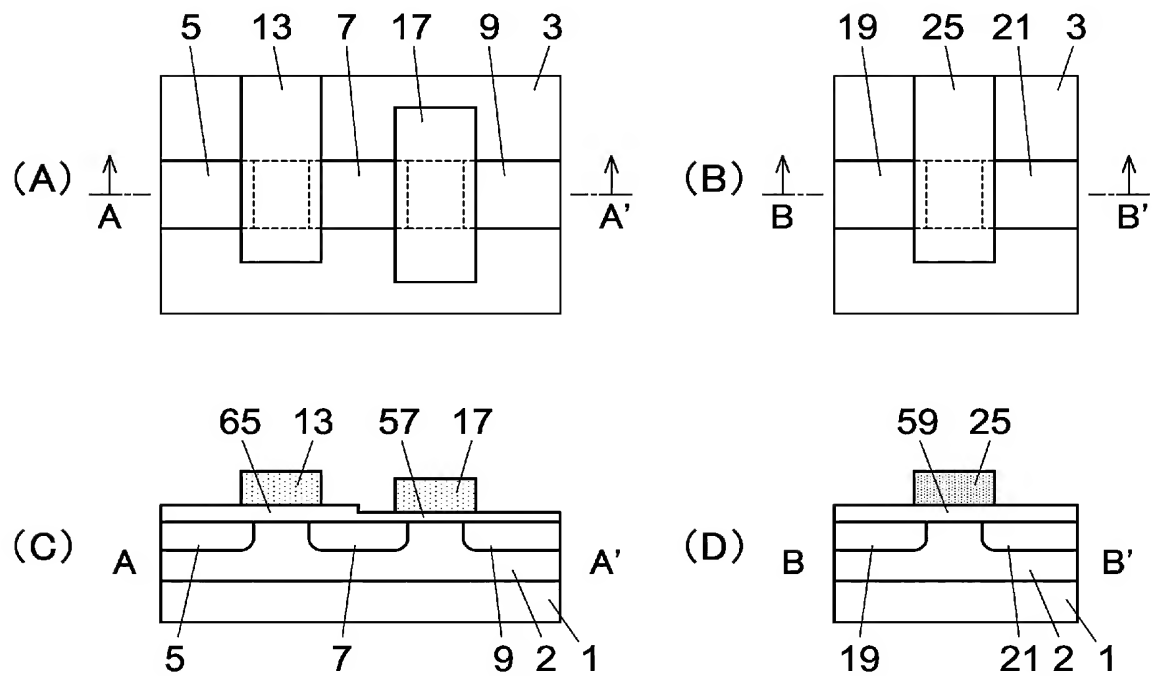 5 13 7 17 9 3
19 25 21 3
(A) A A'
(B) B B'
65 13 57 17
59 25
(C) A A'
(D) B B'
5 7 9 2 1
19 21 2 1